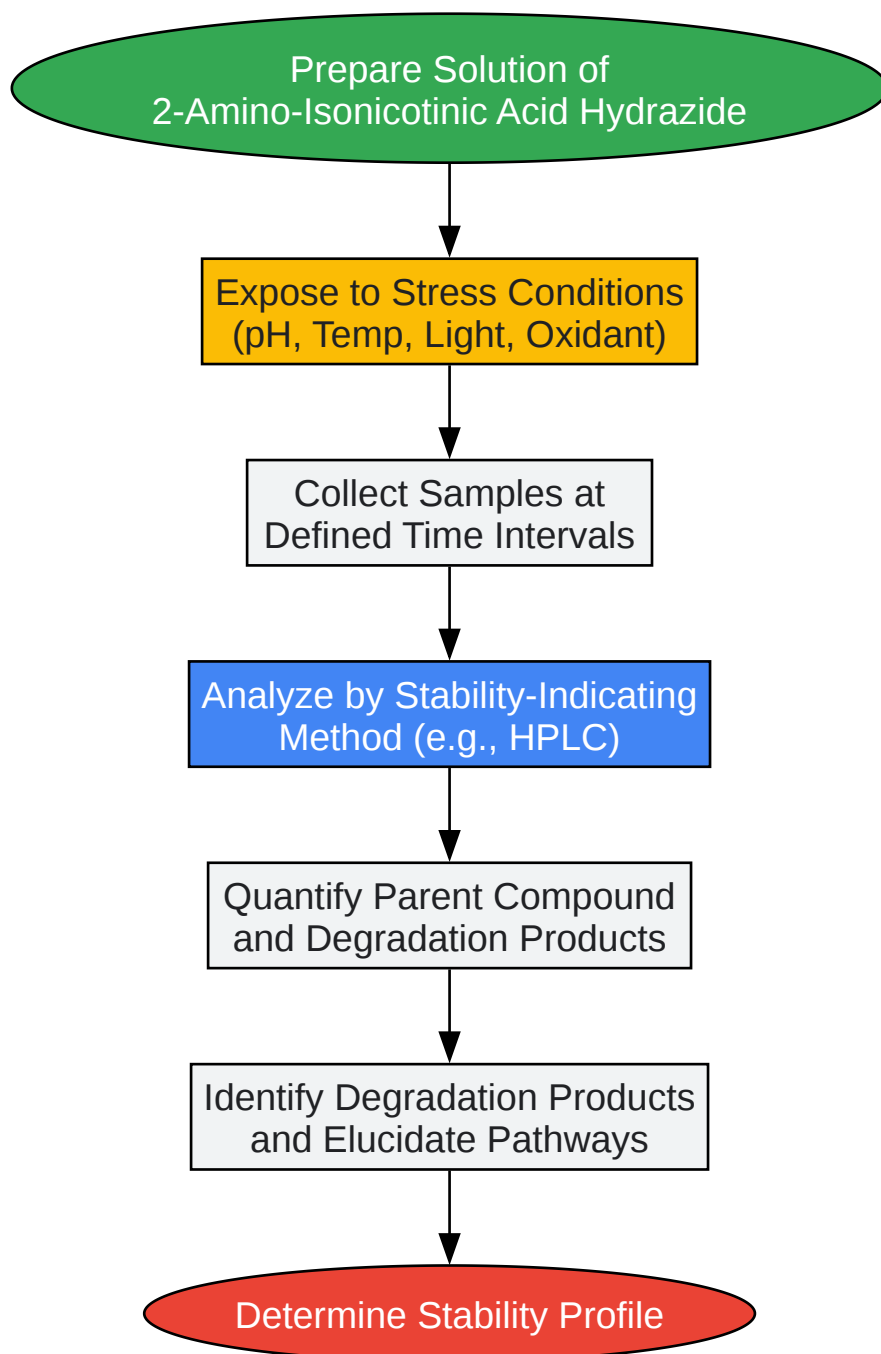 Prepare Solution of
2-Amino-Isonicotinic Acid Hydrazide
Expose to Stress Conditions
(pH, Temp, Light, Oxidant)
Collect Samples at
Defined Time Intervals
Analyze by Stability-Indicating
Method (e.g., HPLC)
Quantify Parent Compound
and Degradation Products
Identify Degradation Products
and Elucidate Pathways
Determine Stability Profile